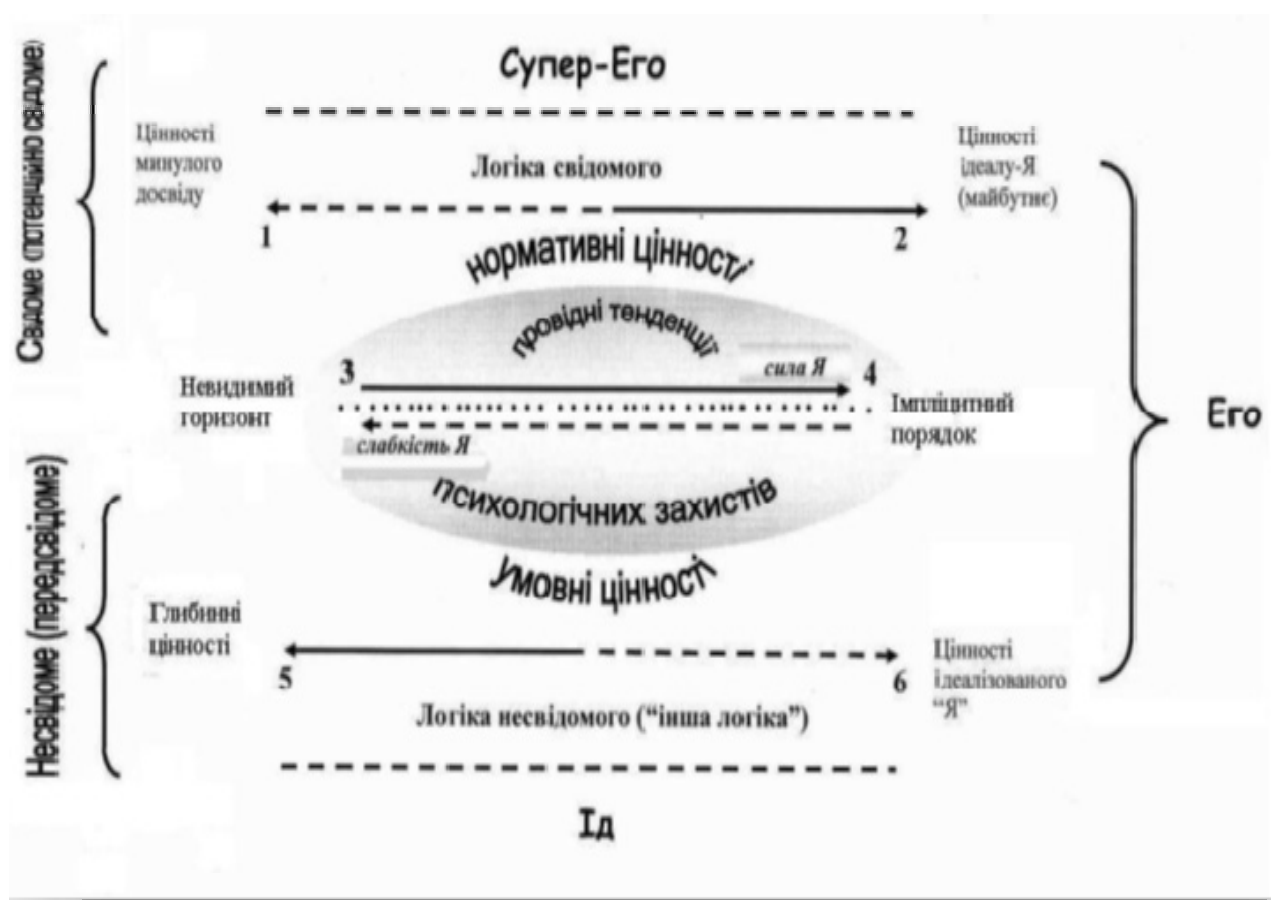 Супер-Его
Свідоме (потенційно свідоме)
Цінності
минулого
досвіду
Логіка свідомого
Цінності
ідеалу-Я
(майбутнє)
1
2
нормативні цінності
провідні тенденції
сила Я
3
4
Невидимий
горизонт
Імпліцитний
порядок
Его
слабкість Я
психологічних захистів
Умовні цінності
Несвідоме (передсвідоме)
Глибинні
цінності
5
6
Цінності
ідеалізованого
“Я”
Логіка несвідомого (“інша логіка”)
Ід